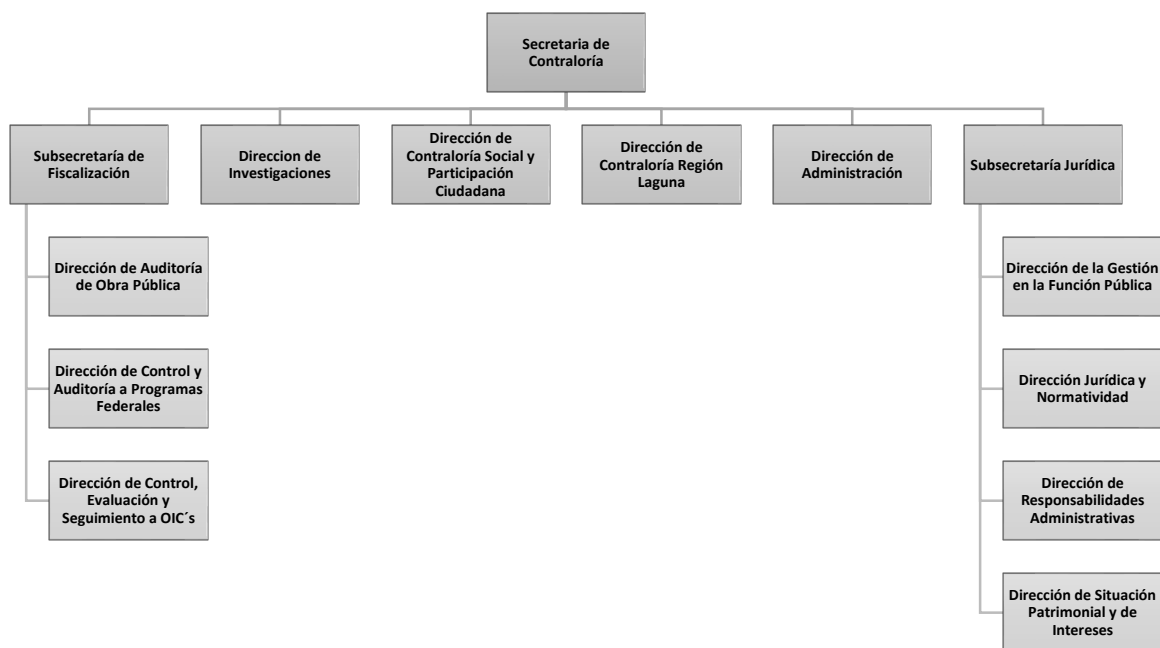 Secretaria de
Contraloría
Subsecretaría de
Fiscalización
Direccion de
Investigaciones
Dirección de
Contraloría Social y
Participación
Ciudadana
Dirección de
Contraloría Región
Laguna
Dirección de
Administración
Subsecretaría Jurídica
Dirección de Auditoría
de Obra Pública
Dirección de Control y
Auditoría a Programas
Federales
Dirección de Control,
Evaluación y
Seguimiento a OIC´s
Dirección de la Gestión
en la Función Pública
Dirección Jurídica y
Normatividad
Dirección de
Responsabilidades
Administrativas
Dirección de Situación
Patrimonial y de
Intereses